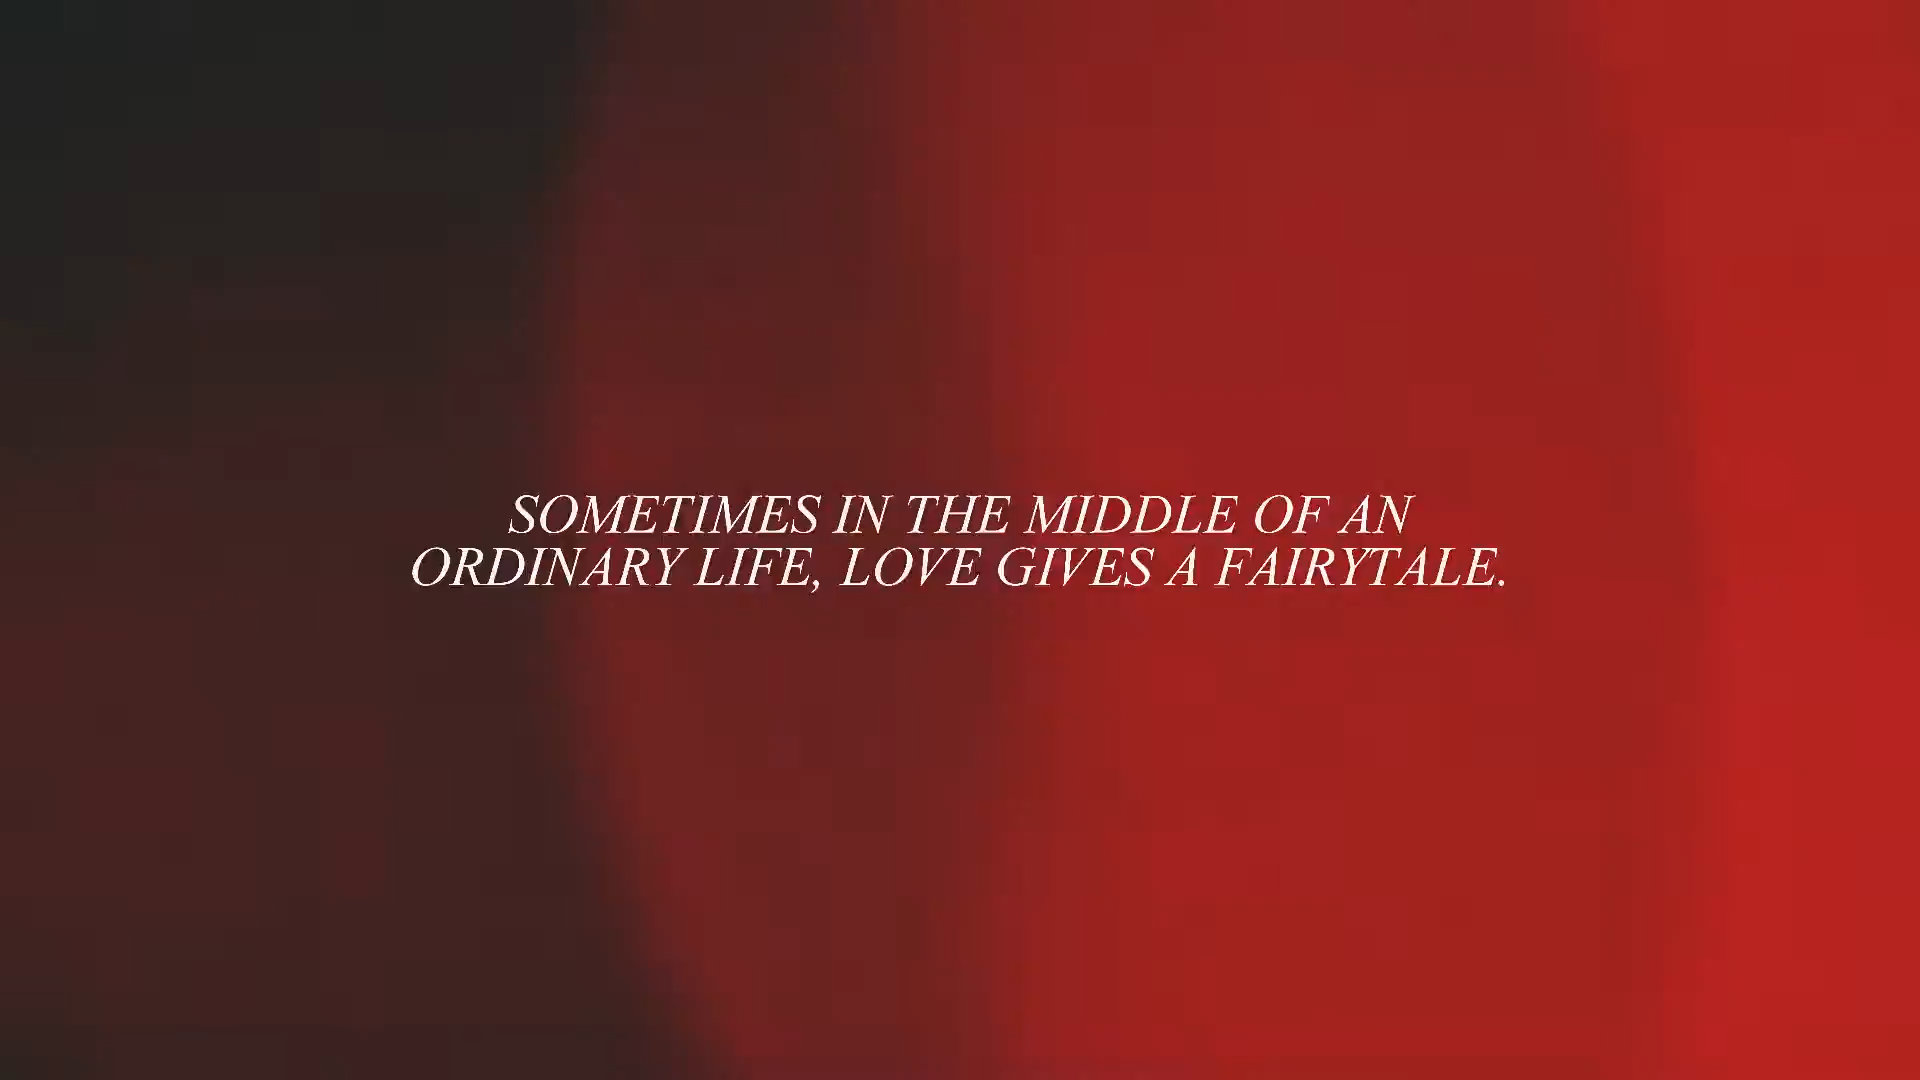 SOMETIMES IN THE MIDDLE OF AN
ORDINARY LIFE, LOVE GIVES A FAIRYTALE.